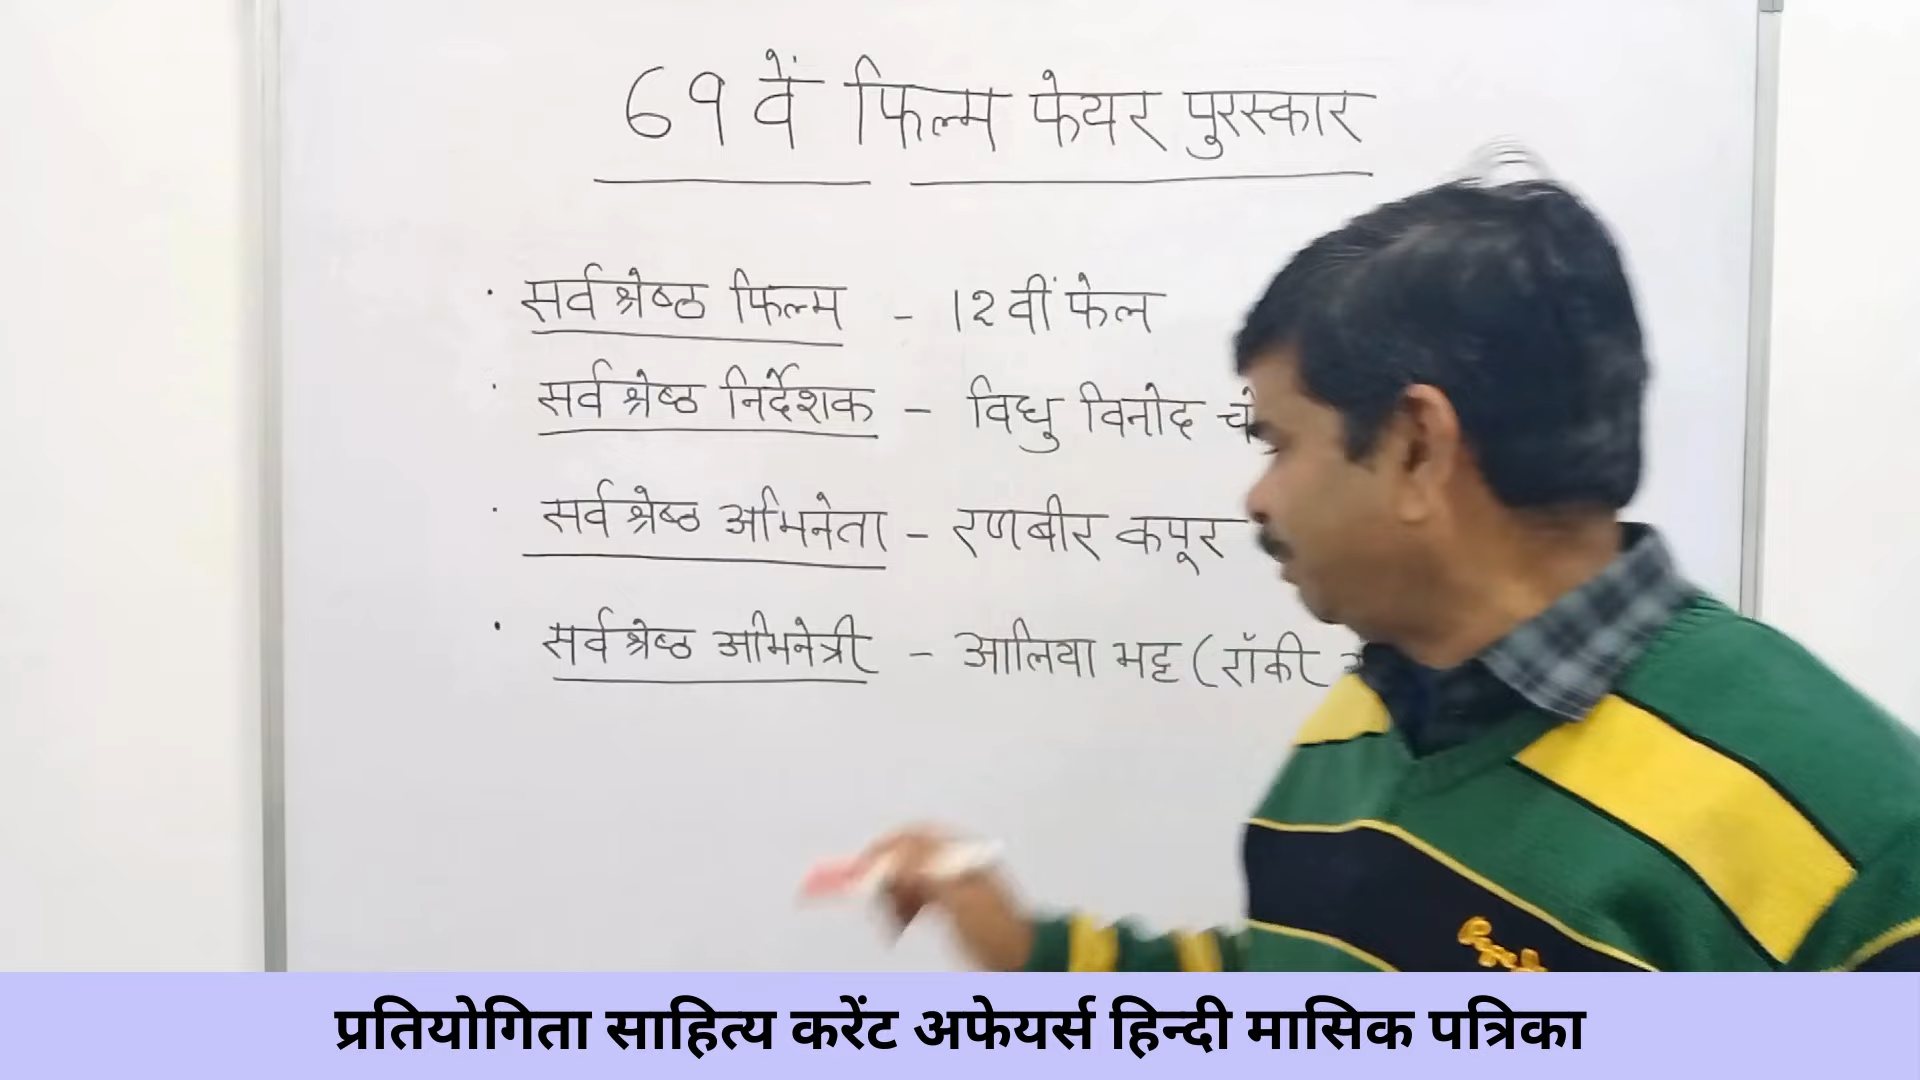 69 वें फिल्म फेयर पुरस्कार
· सर्वश्रेष्ठ फिल्म - 12वीं फेल
· सर्वश्रेष्ठ निर्देशक - विधु विनोद
· सर्वश्रेष्ठ अभिनेता - रणबीर कपूर
· सर्वश्रेष्ठ अभिनेत्री - आलिया भट्ट (रॉकी
प्रतियोगिता साहित्य करेंट अफेयर्स हिन्दी मासिक पत्रिका